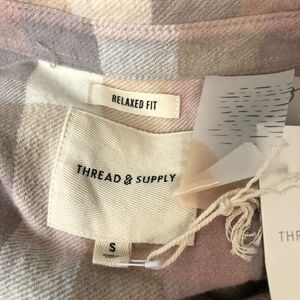 RELAXED FIT
THREAD & SUPPLY
S
THR